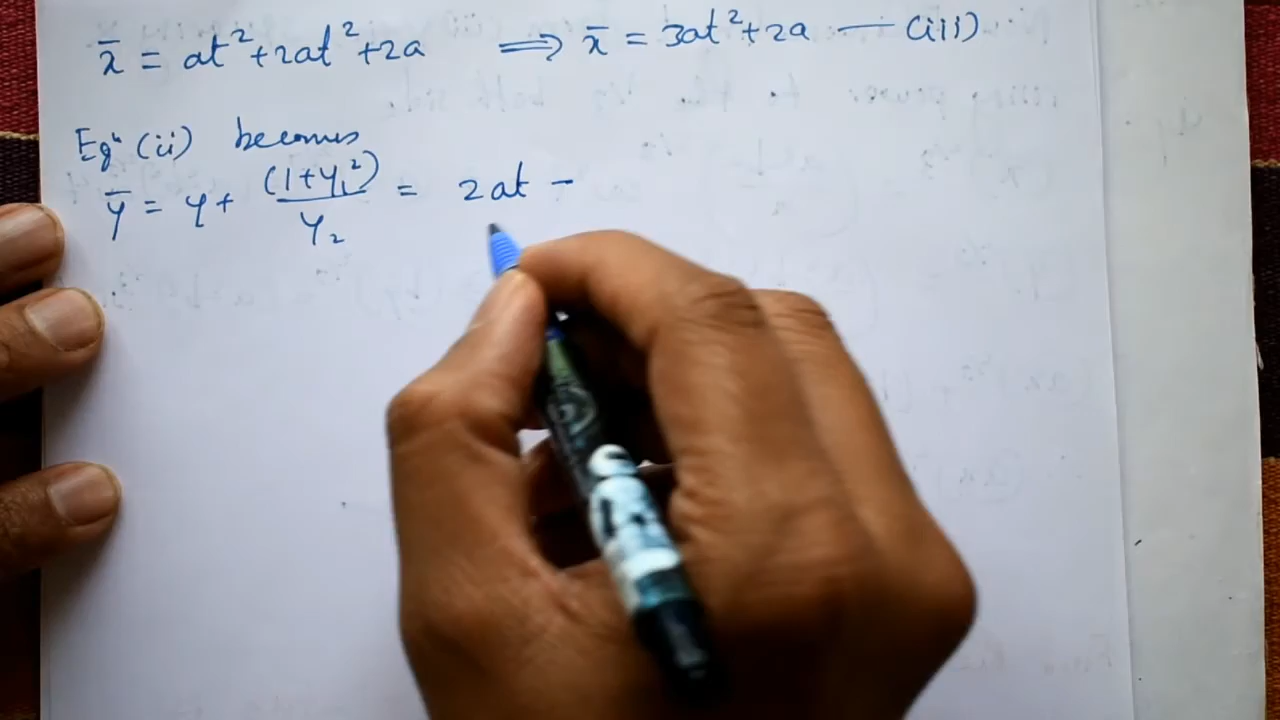 x̄ = at²+2at²+2a ⟹ x̄ = 3at²+2a — (iii)
Eqⁿ (ii) becomes
ȳ = y + (1+y₁²)/y₂ = 2at −